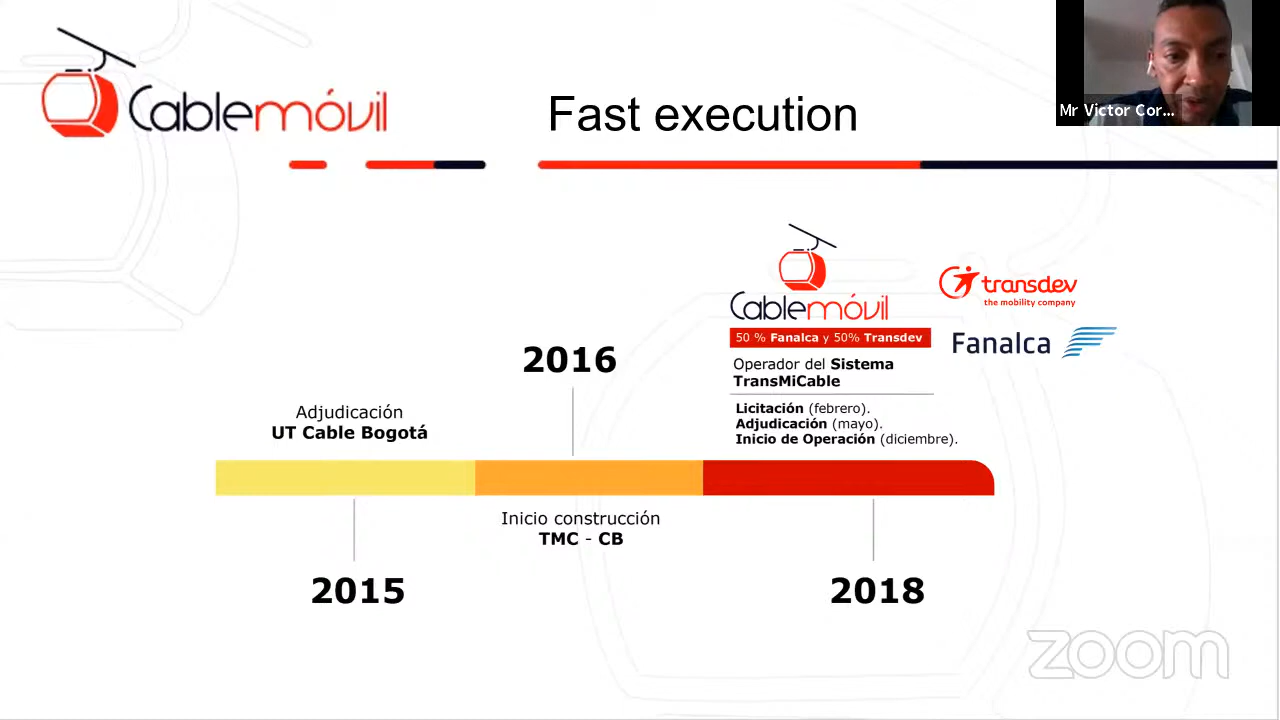 Cablemóvil
Fast execution
Mr Victor Cor...
Cablemóvil
transdev
the mobility company
50 % Fanalca y 50% Transdev
Fanalca
2016
Operador del Sistema
TransMiCable
Adjudicación
UT Cable Bogotá
Licitación (febrero).
Adjudicación (mayo).
Inicio de Operación (diciembre).
Inicio construcción
TMC - CB
2015
2018
zoom